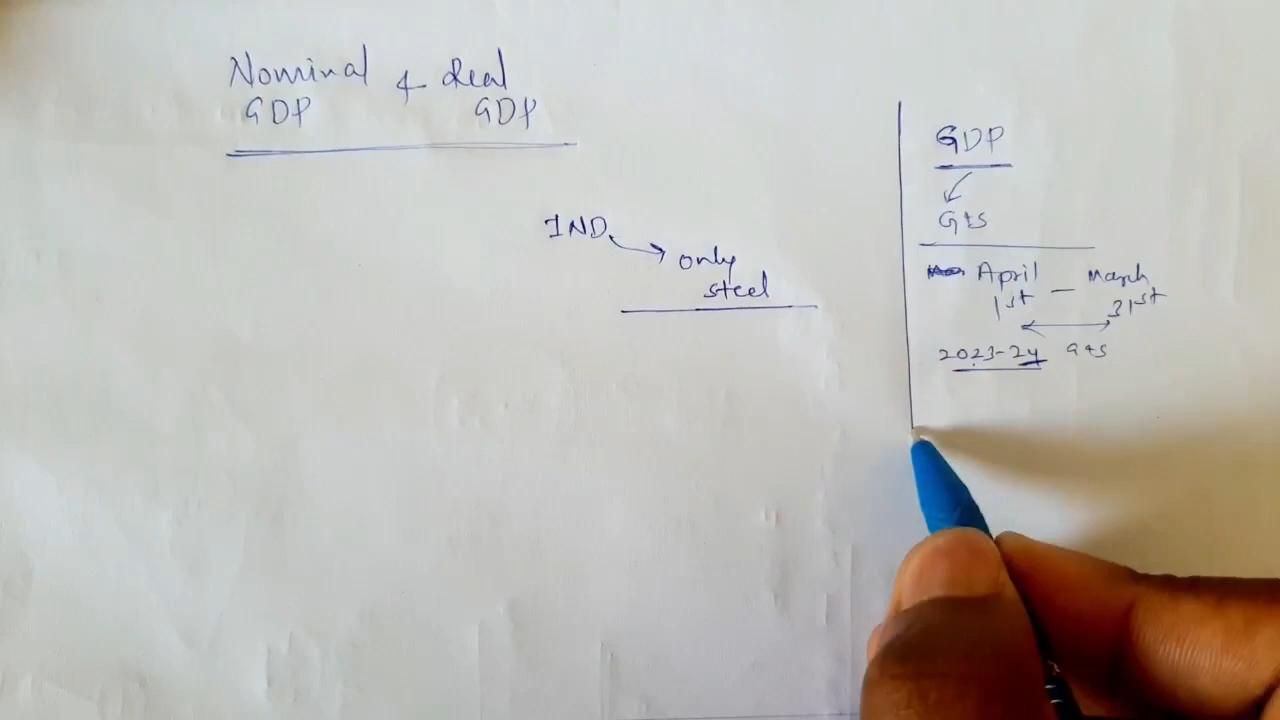 Nominal & Real
GDP GDP
IND
only
steel
GDP
G+S
April
1st — March
31st
2023-24 G+S